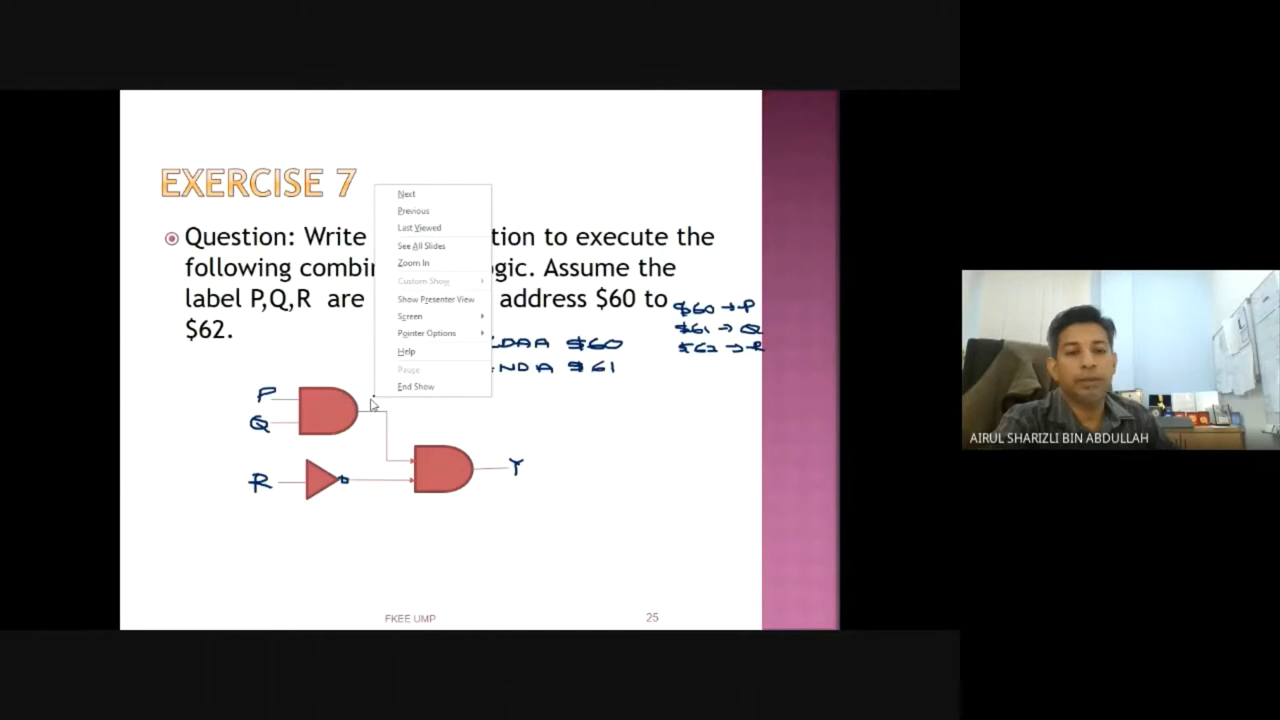 EXERCISE 7
Question: Write tion to execute the
following combin gic. Assume the
label P,Q,R are address $60 to
$62.
Next
Previous
Last Viewed
See All Slides
Zoom In
Custom Show
Show Presenter View
Screen
Pointer Options
Help
Pause
End Show
$60 → P
$61 → Q
$62 → R
LDAA $60
NDA $61
P
Q
R
Y
AIRUL SHARIZLI BIN ABDULLAH
FKEE UMP
25